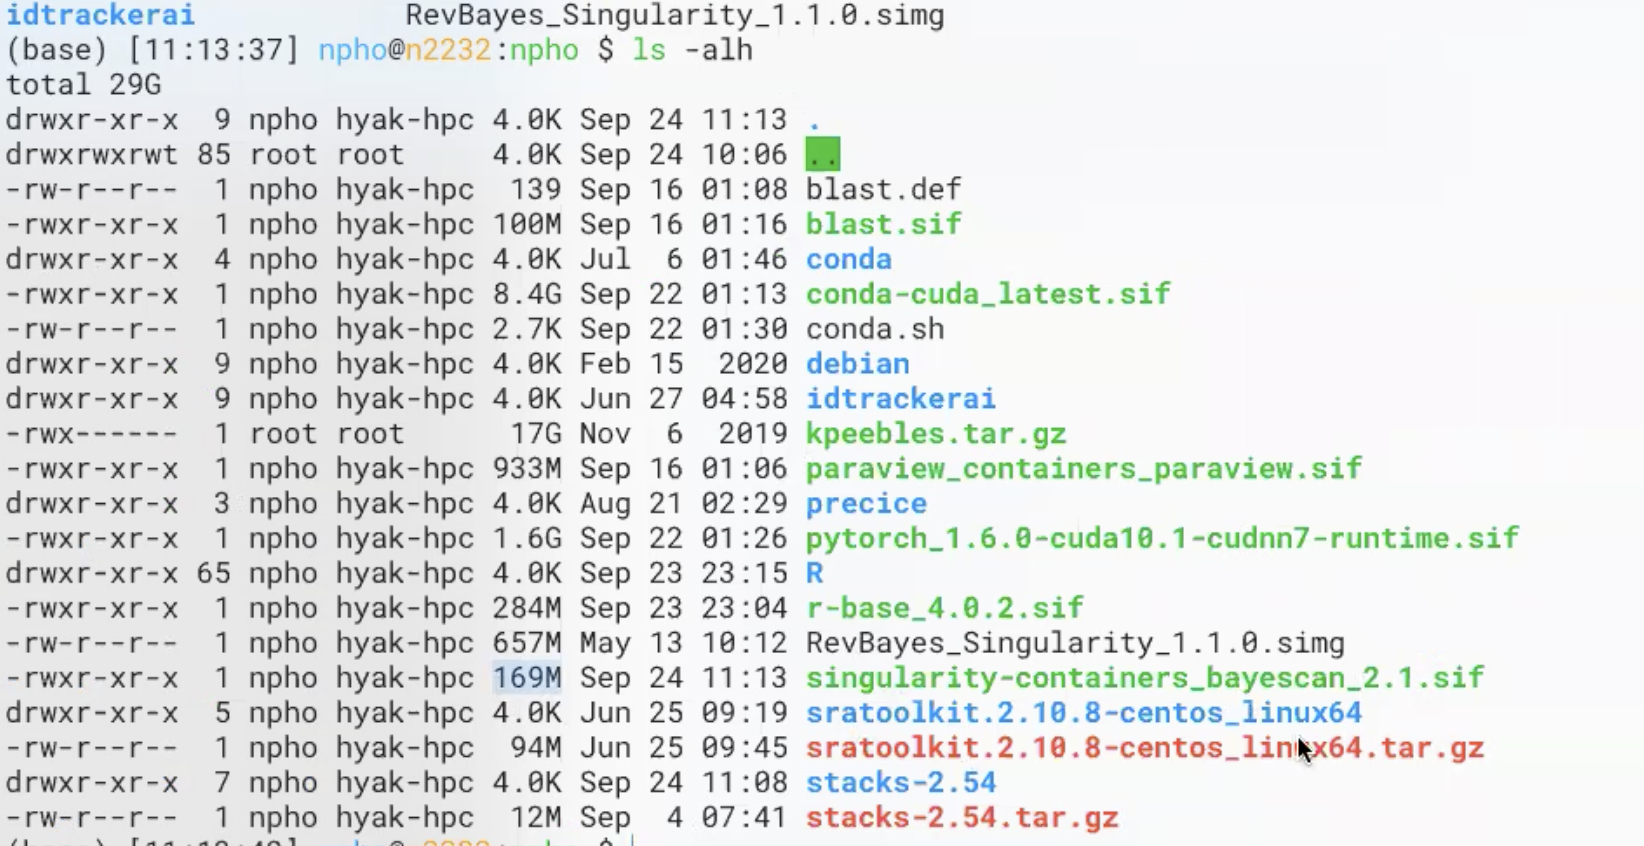 idtrackerai            RevBayes_Singularity_1.1.0.simg
(base) [11:13:37] npho@n2232:npho $ ls -alh
total 29G
drwxr-xr-x  9 npho hyak-hpc 4.0K Sep 24 11:13 .
drwxrwxrwt 85 root root     4.0K Sep 24 10:06 ..
-rw-r--r--  1 npho hyak-hpc  139 Sep 16 01:08 blast.def
-rwxr-xr-x  1 npho hyak-hpc 100M Sep 16 01:16 blast.sif
drwxr-xr-x  4 npho hyak-hpc 4.0K Jul  6 01:46 conda
-rwxr-xr-x  1 npho hyak-hpc 8.4G Sep 22 01:13 conda-cuda_latest.sif
-rw-r--r--  1 npho hyak-hpc 2.7K Sep 22 01:30 conda.sh
drwxr-xr-x  9 npho hyak-hpc 4.0K Feb 15  2020 debian
drwxr-xr-x  9 npho hyak-hpc 4.0K Jun 27 04:58 idtrackerai
-rwx------  1 root root      17G Nov  6  2019 kpeebles.tar.gz
-rwxr-xr-x  1 npho hyak-hpc 933M Sep 16 01:06 paraview_containers_paraview.sif
drwxr-xr-x  3 npho hyak-hpc 4.0K Aug 21 02:29 precice
-rwxr-xr-x  1 npho hyak-hpc 1.6G Sep 22 01:26 pytorch_1.6.0-cuda10.1-cudnn7-runtime.sif
drwxr-xr-x 65 npho hyak-hpc 4.0K Sep 23 23:15 R
-rwxr-xr-x  1 npho hyak-hpc 284M Sep 23 23:04 r-base_4.0.2.sif
-rw-r--r--  1 npho hyak-hpc 657M May 13 10:12 RevBayes_Singularity_1.1.0.simg
-rwxr-xr-x  1 npho hyak-hpc 169M Sep 24 11:13 singularity-containers_bayescan_2.1.sif
drwxr-xr-x  5 npho hyak-hpc 4.0K Jun 25 09:19 sratoolkit.2.10.8-centos_linux64
-rw-r--r--  1 npho hyak-hpc  94M Jun 25 09:45 sratoolkit.2.10.8-centos_linux64.tar.gz
drwxr-xr-x  7 npho hyak-hpc 4.0K Sep 24 11:08 stacks-2.54
-rw-r--r--  1 npho hyak-hpc  12M Sep  4 07:41 stacks-2.54.tar.gz